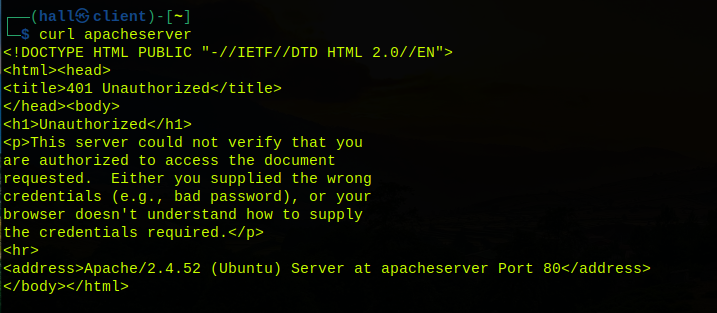 ┌──(hall㉿client)-[~]
└─$ curl apacheserver
<!DOCTYPE HTML PUBLIC "-//IETF//DTD HTML 2.0//EN">
<html><head>
<title>401 Unauthorized</title>
</head><body>
<h1>Unauthorized</h1>
<p>This server could not verify that you
are authorized to access the document
requested.  Either you supplied the wrong
credentials (e.g., bad password), or your
browser doesn't understand how to supply
the credentials required.</p>
<hr>
<address>Apache/2.4.52 (Ubuntu) Server at apacheserver Port 80</address>
</body></html>